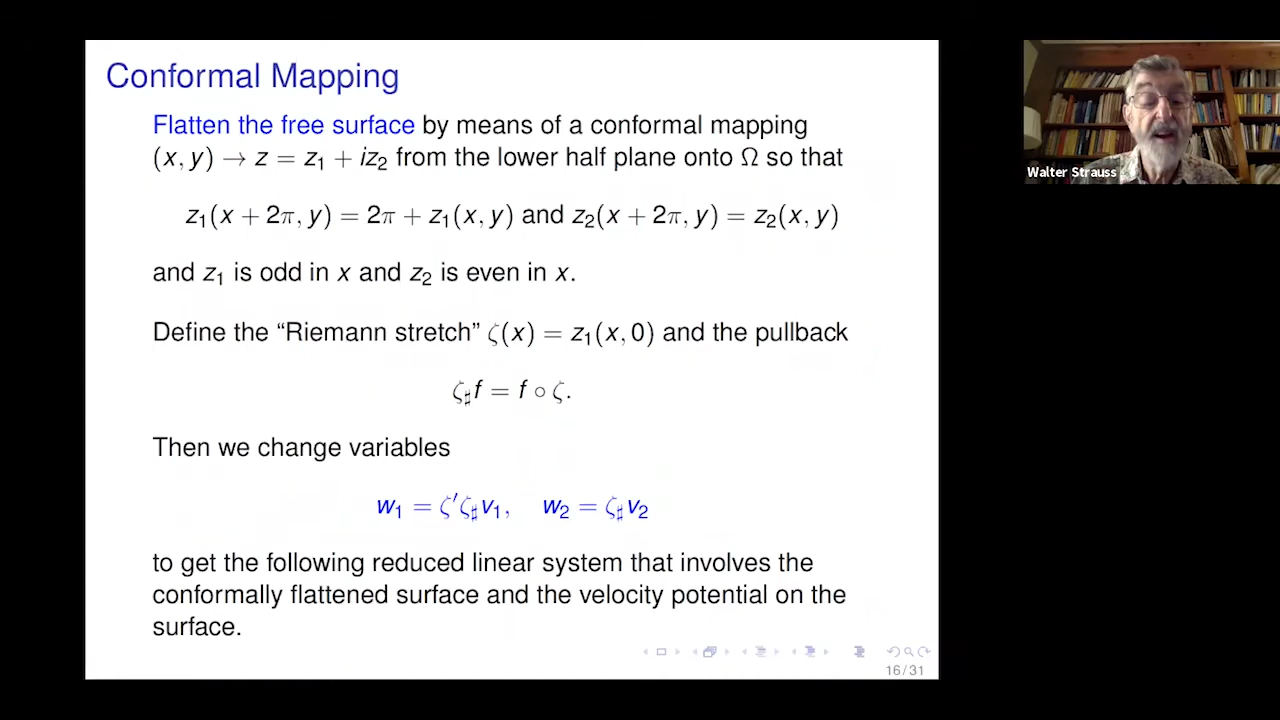 Conformal Mapping
Flatten the free surface by means of a conformal mapping
(x, y) → z = z₁ + iz₂ from the lower half plane onto Ω so that
z₁(x + 2π, y) = 2π + z₁(x, y) and z₂(x + 2π, y) = z₂(x, y)
and z₁ is odd in x and z₂ is even in x.
Define the “Riemann stretch” ζ(x) = z₁(x, 0) and the pullback
ζ♯f = f ∘ ζ.
Then we change variables
w₁ = ζ′ζ♯v₁, w₂ = ζ♯v₂
to get the following reduced linear system that involves the
conformally flattened surface and the velocity potential on the
surface.
16/31
Walter Strauss